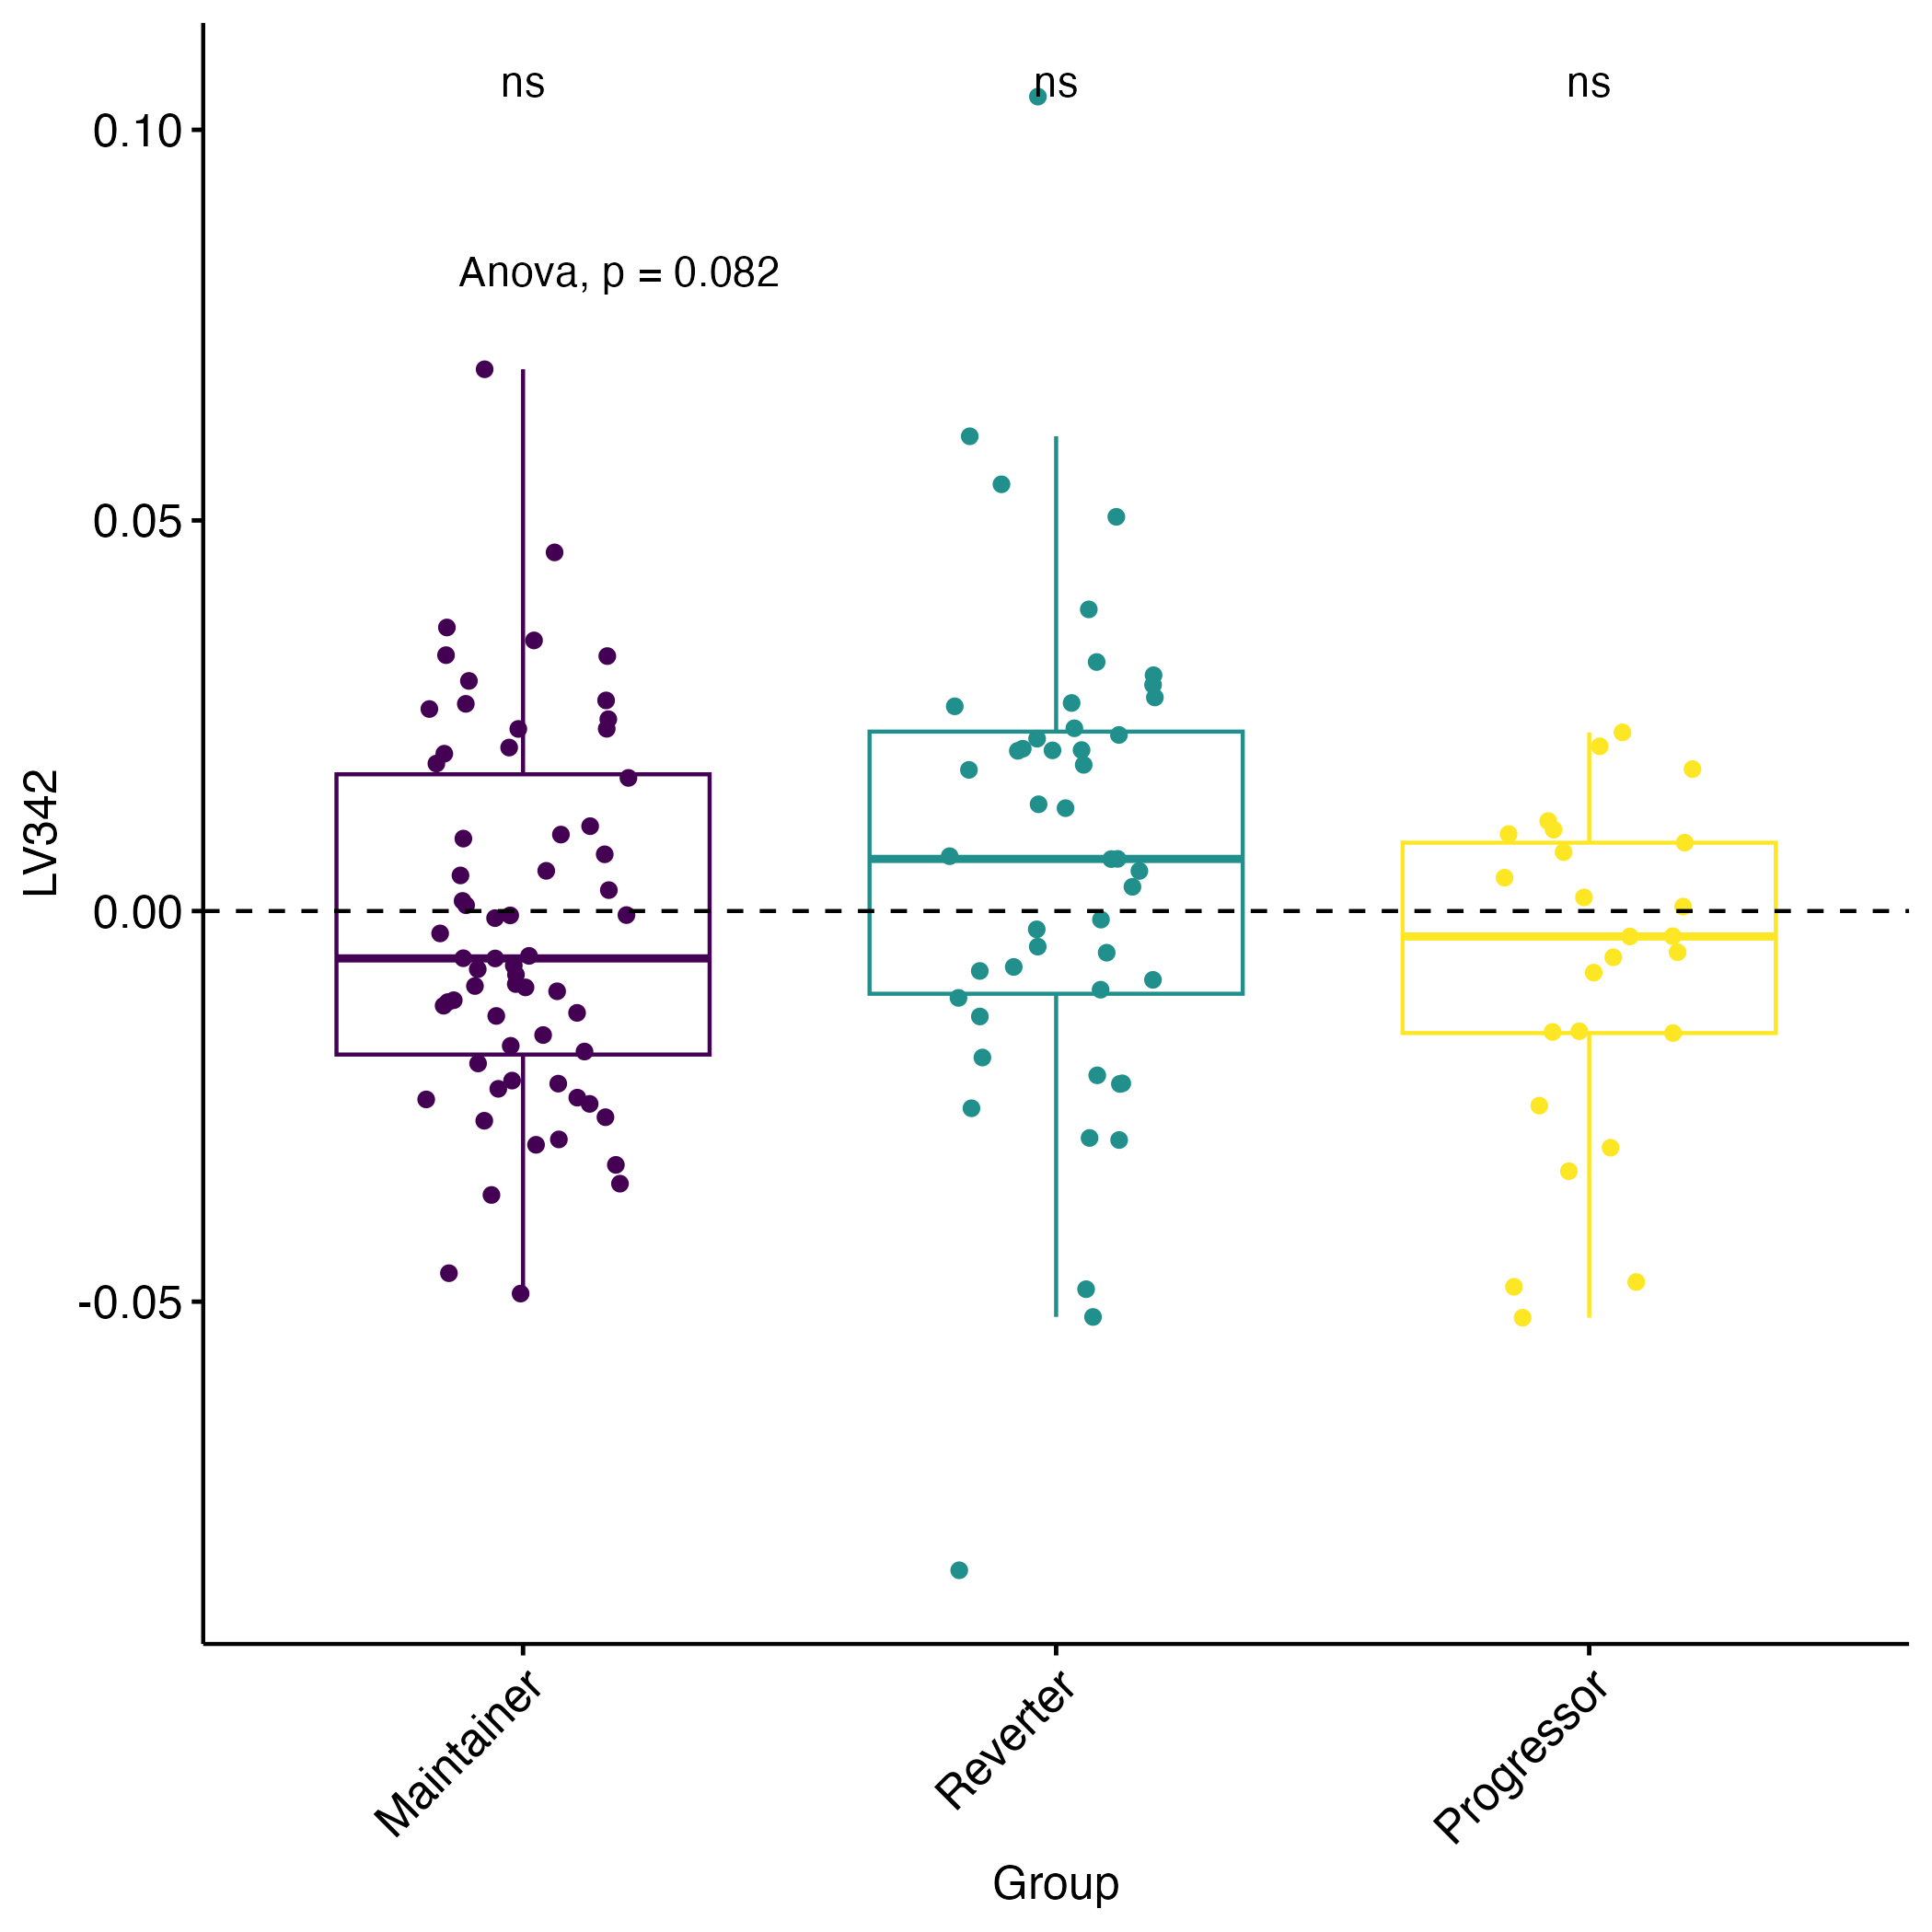 ns ns ns
0.10
Anova, p = 0.082
0.05
LV342
0.00
-0.05
Maintainer Reverter Progressor
Group